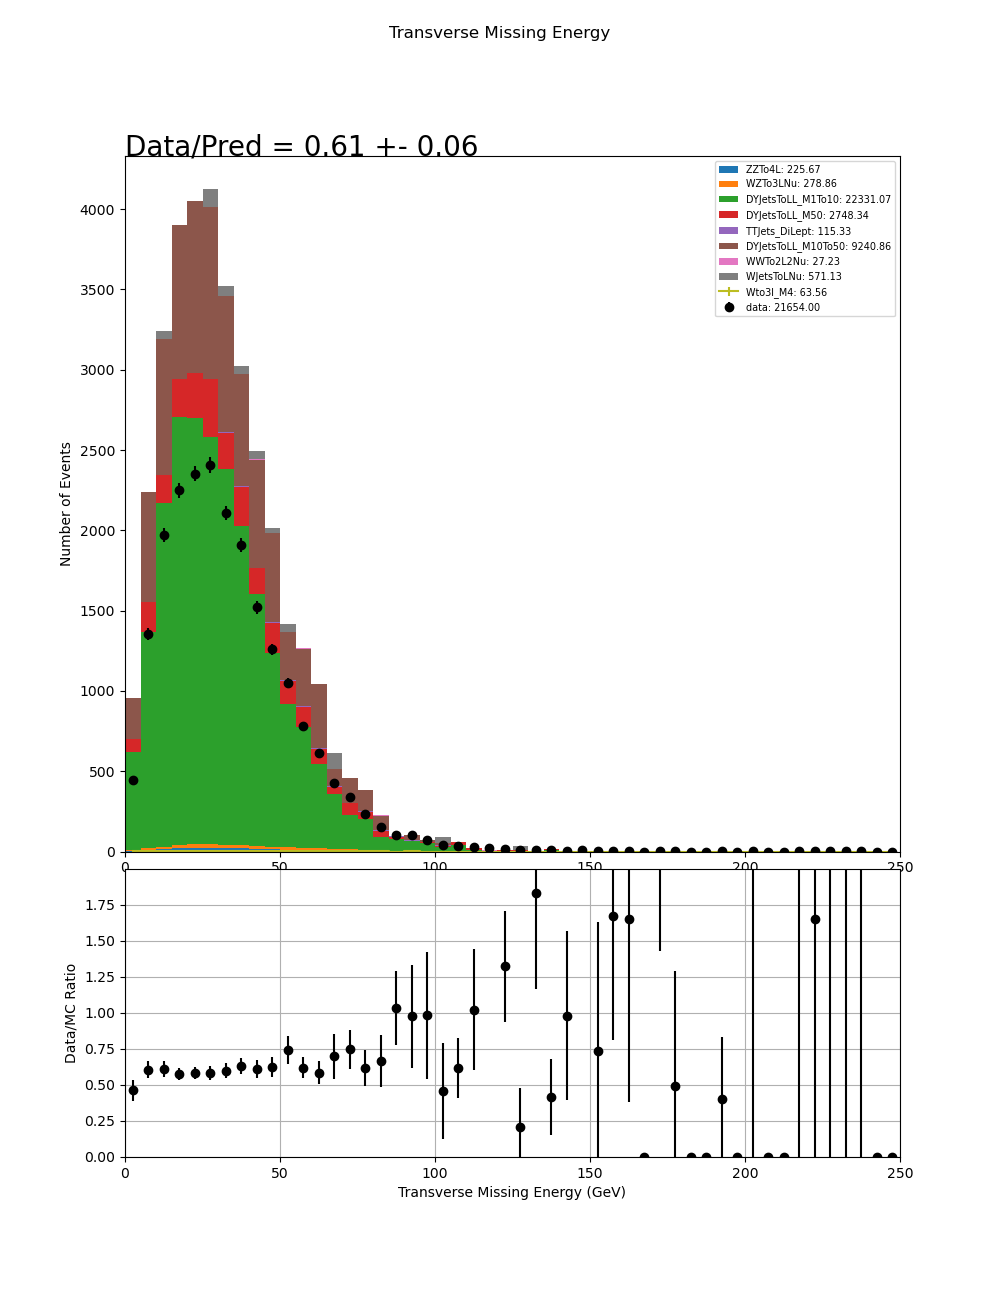 Transverse Missing Energy
Data/Pred = 0.61 +- 0.06
ZZTo4L: 225.67
WZTo3LNu: 278.86
DYJetsToLL_M1To10: 22331.07
DYJetsToLL_M50: 2748.34
TTJets_DiLept: 115.33
DYJetsToLL_M10To50: 9240.86
WWTo2L2Nu: 27.23
WJetsToLNu: 571.13
Wto3l_M4: 63.56
data: 21654.00
4000
3500
3000
2500
2000
1500
1000
500
0
Number of Events
0 50 100 150 200 250
1.75
1.50
1.25
1.00
0.75
0.50
0.25
0.00
Data/MC Ratio
0 50 100 150 200 250
Transverse Missing Energy (GeV)